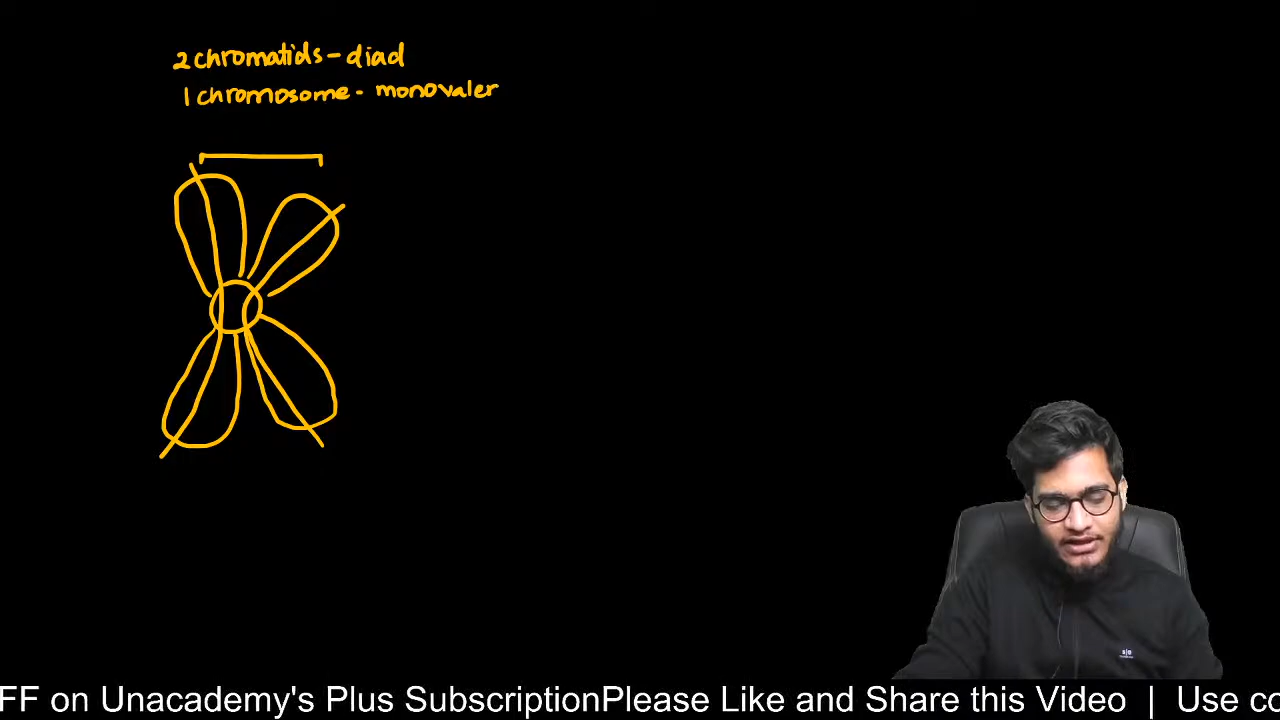 2 chromatids - diad
1 chromosome - monovaler
FF on Unacademy's Plus SubscriptionPlease Like and Share this Video | Use co